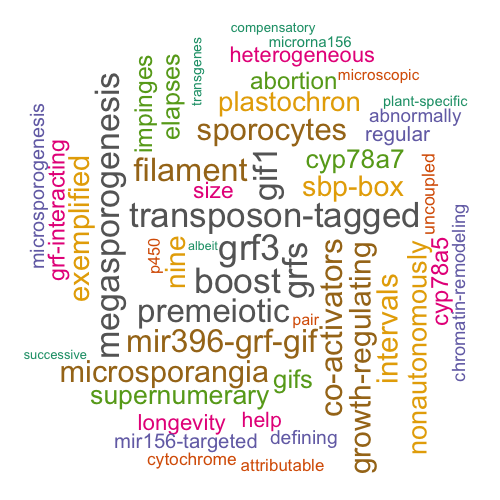 compensatory
microrna156
heterogeneous
microscopic
abortion
transgenes
impinges
elapses
plastochron
plant-specific
abnormally
regular
sporocytes
microsporogenesis
grf-interacting
exemplified
megasporogenesis
filament
gif1
cyp78a7
size
sbp-box
uncoupled
transposon-tagged
cyp78a5
chromatin-remodeling
p450
nine
albeit
grf3
grfs
boost
premeiotic
pair
co-activators
growth-regulating
intervals
nonautonomously
mir396-grf-gif
successive
microsporangia
gifs
supernumerary
longevity
help
mir156-targeted
defining
cytochrome
attributable